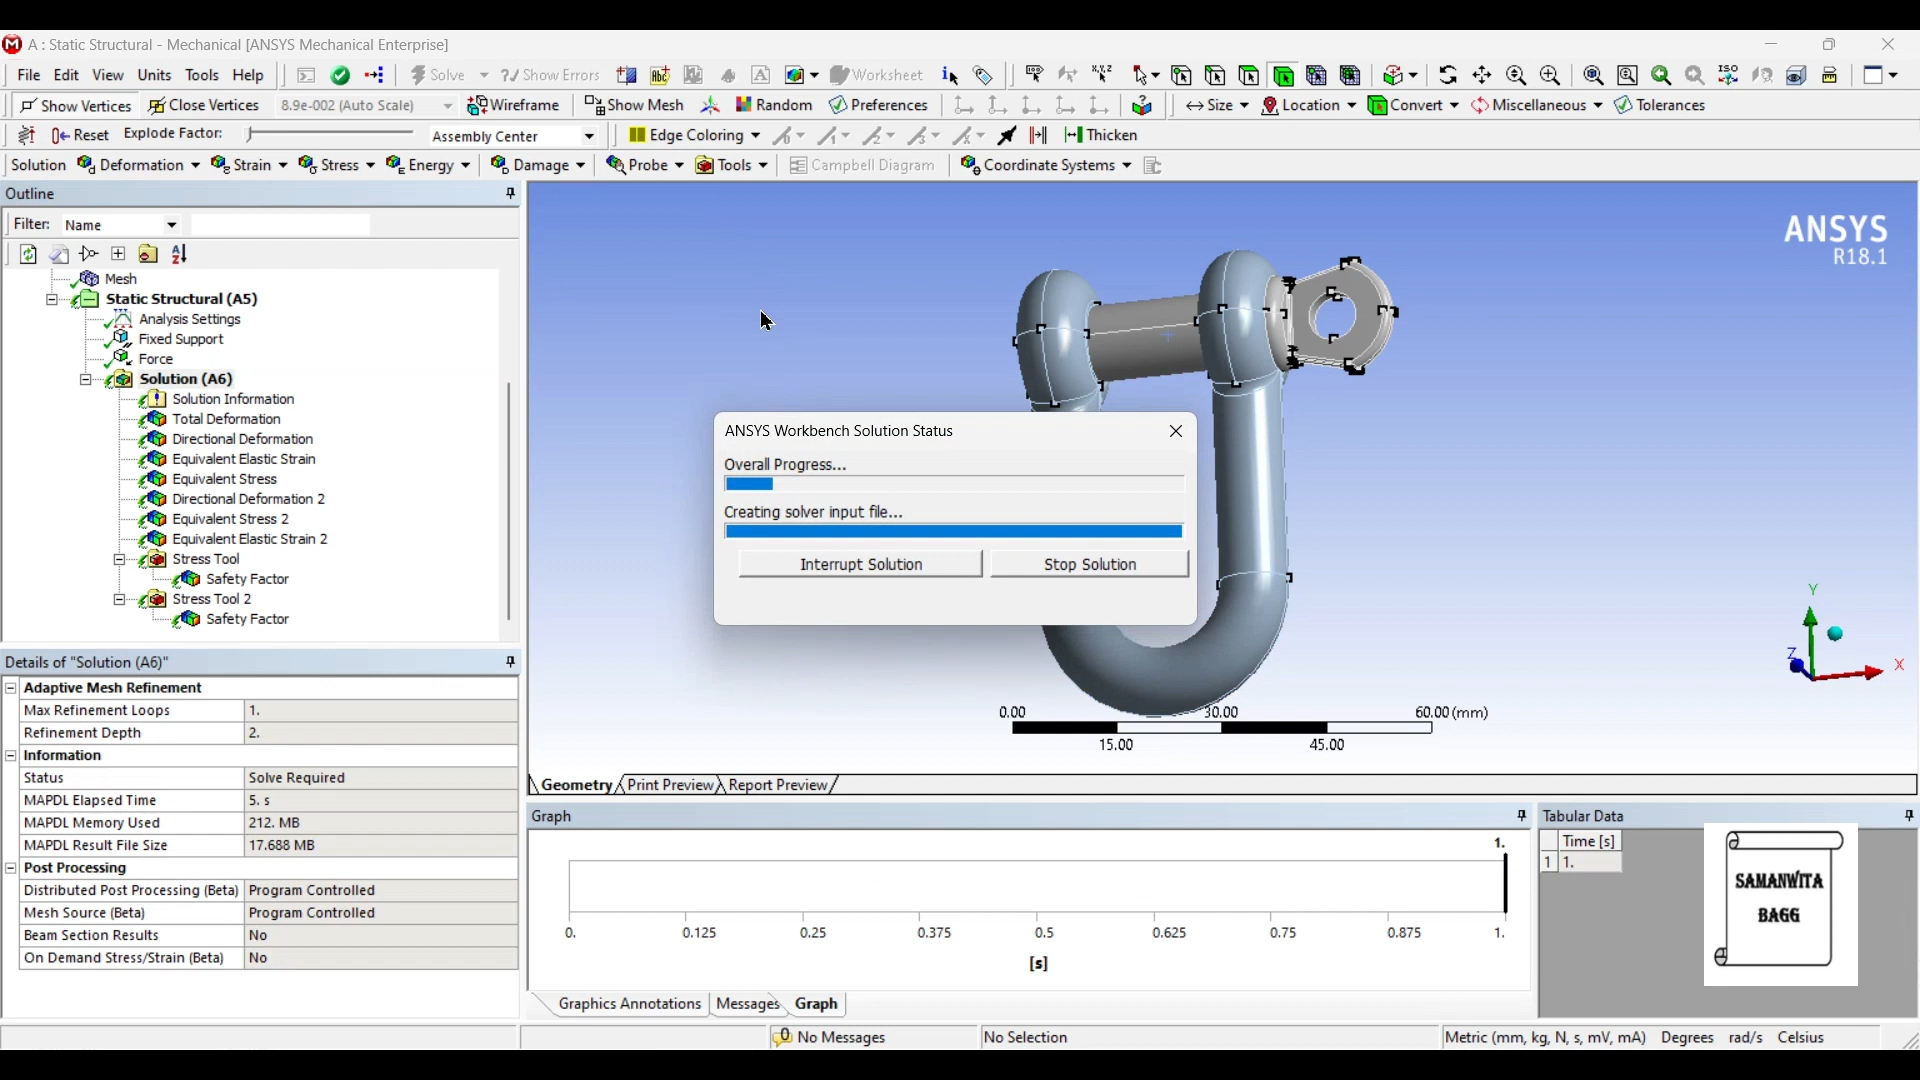 A : Static Structural - Mechanical [ANSYS Mechanical Enterprise]
File Edit View Units Tools Help Solve ?/ Show Errors Worksheet
Show Vertices Close Vertices 8.9e-002 (Auto Scale) Wireframe Show Mesh Random Preferences Size Location Convert Miscellaneous Tolerances
Reset Explode Factor: Assembly Center Edge Coloring Thicken
Solution Deformation Strain Stress Energy Damage Probe Tools Campbell Diagram Coordinate Systems
Outline
Filter: Name
Mesh
Static Structural (A5)
Analysis Settings
Fixed Support
Force
Solution (A6)
Solution Information
Total Deformation
Directional Deformation
Equivalent Elastic Strain
Equivalent Stress
Directional Deformation 2
Equivalent Stress 2
Equivalent Elastic Strain 2
Stress Tool
Safety Factor
Stress Tool 2
Safety Factor
Details of "Solution (A6)"
Adaptive Mesh Refinement
Max Refinement Loops 1.
Refinement Depth 2.
Information
Status Solve Required
MAPDL Elapsed Time 5. s
MAPDL Memory Used 212. MB
MAPDL Result File Size 17.688 MB
Post Processing
Distributed Post Processing (Beta) Program Controlled
Mesh Source (Beta) Program Controlled
Beam Section Results No
On Demand Stress/Strain (Beta) No
ANSYS
R18.1
ANSYS Workbench Solution Status
Overall Progress...
Creating solver input file...
Interrupt Solution Stop Solution
Y
Z
X
0.00 30.00 60.00 (mm)
15.00 45.00
Geometry Print Preview Report Preview
Graph
1.
0. 0.125 0.25 0.375 0.5 0.625 0.75 0.875 1.
[s]
Graphics Annotations Messages Graph
Tabular Data
Time [s]
1 1.
SAMANWITA
BAGG
No Messages No Selection Metric (mm, kg, N, s, mV, mA) Degrees rad/s Celsius